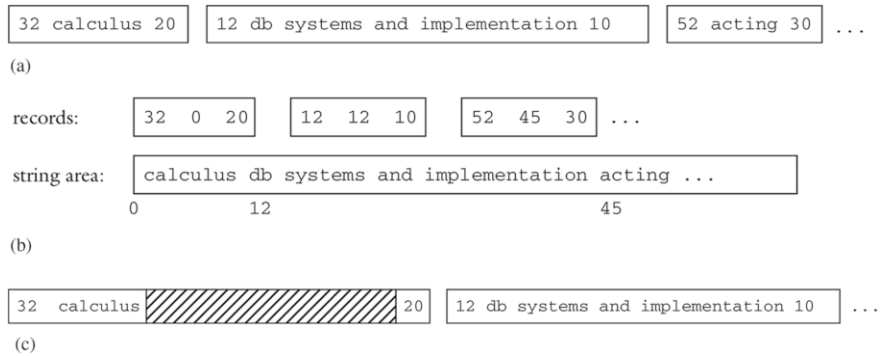 32 calculus 20 12 db systems and implementation 10 52 acting 30 ...
(a)
records: 32 0 20 12 12 10 52 45 30 ...
string area: calculus db systems and implementation acting ...
0 12 45
(b)
32 calculus 20 12 db systems and implementation 10 ...
(c)